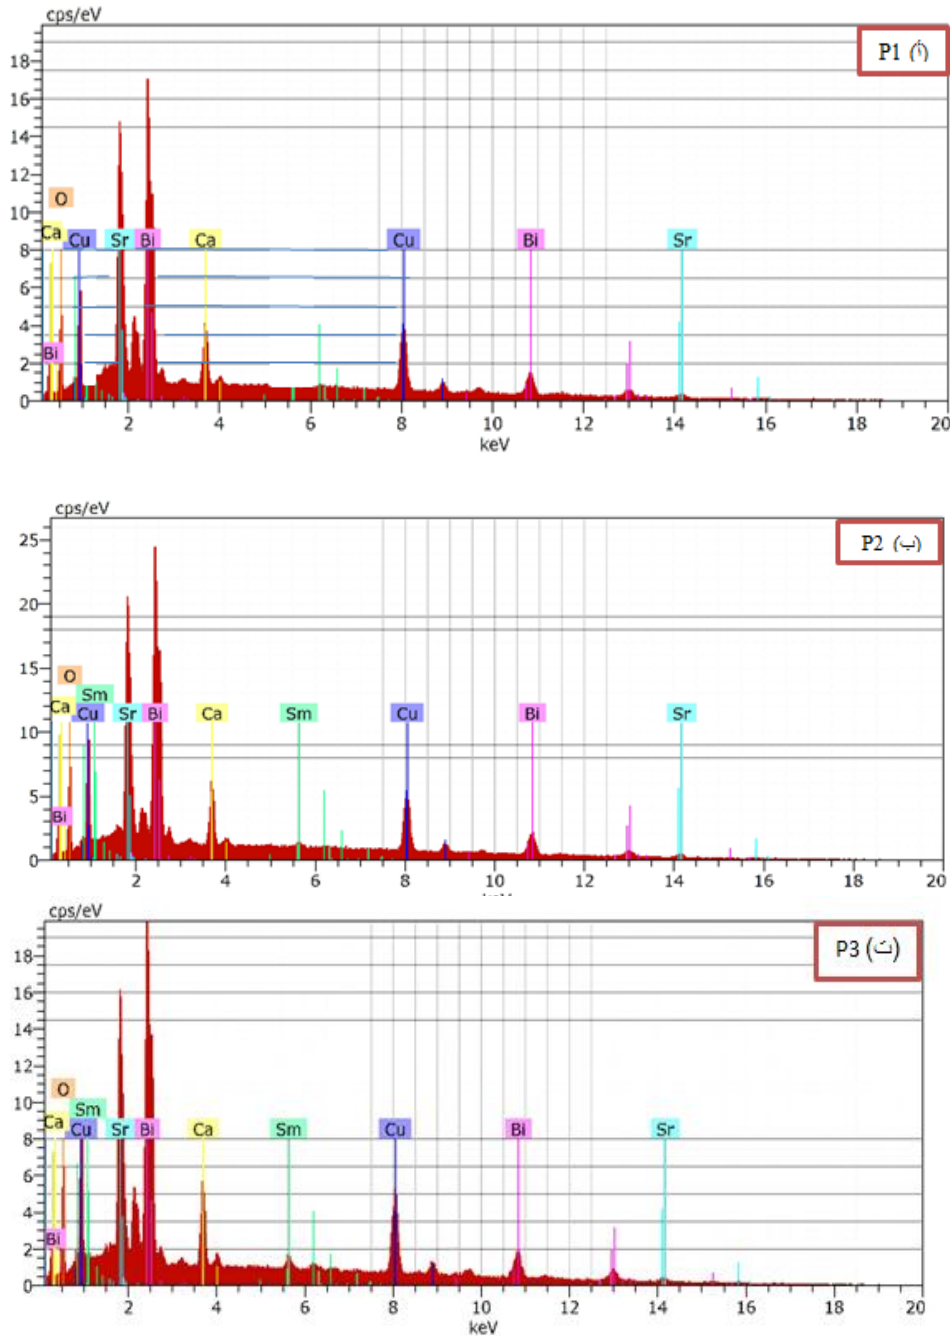 cps/eV
P1 (أ)
18
16
14
12
10
8
6
4
2
0
O
Ca Cu Sr Bi Ca Cu Bi Sr
Bi
2 4 6 8 10 12 14 16 18 20
keV
cps/eV
P2 (ب)
25
20
15
10
5
0
O
Sm
Ca Cu Sr Bi Ca Sm Cu Bi Sr
Bi
2 4 6 8 10 12 14 16 18 20
cps/eV
P3 (ت)
18
16
14
12
10
8
6
4
2
0
O
Sm
Ca Cu Sr Bi Ca Sm Cu Bi Sr
Bi
2 4 6 8 10 12 14 16 18 20
keV